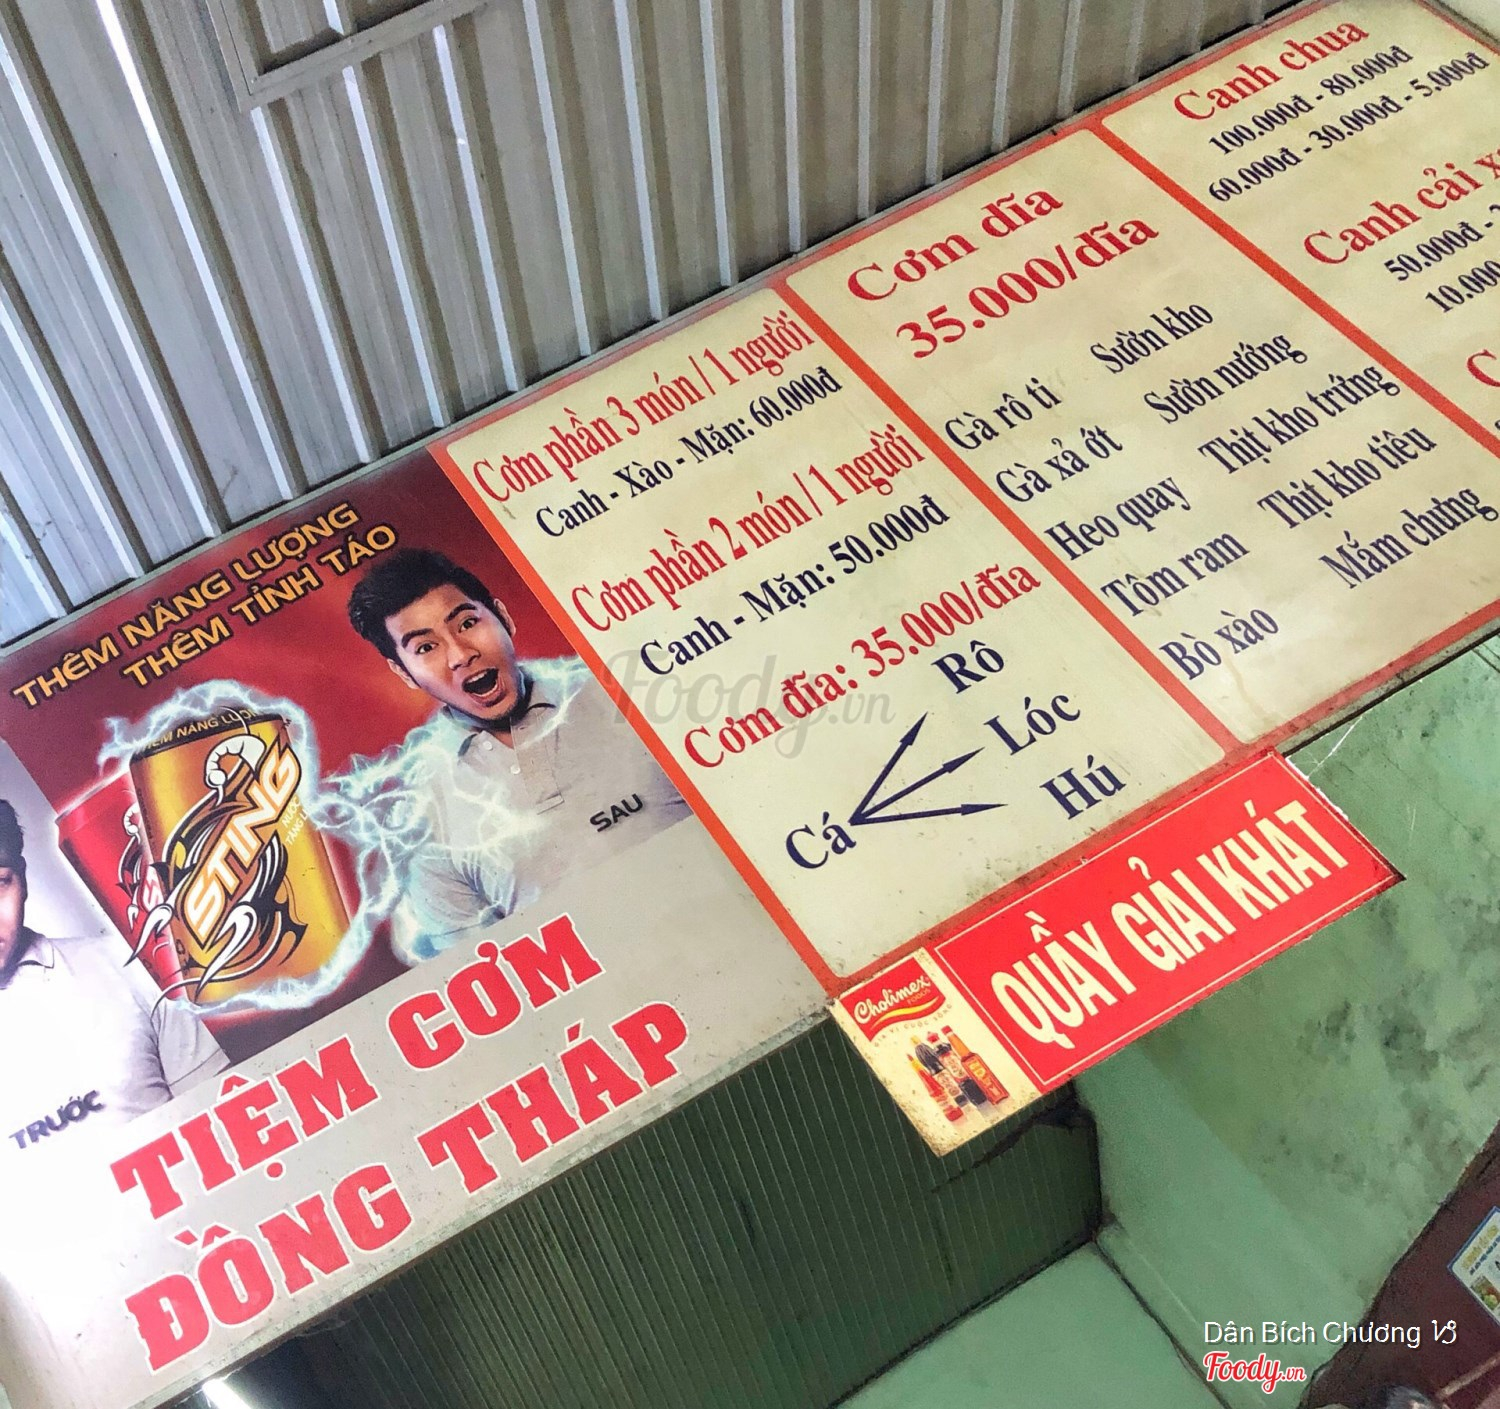 THÊM NĂNG LƯỢNG
THÊM TỈNH TÁO
STING
TRƯỚC
SAU
TIỆM CƠM
ĐỒNG THÁP
Cơm phần 3 món / 1 người
Canh - Xào - Mặn: 60.000đ
Cơm phần 2 món / 1 người
Canh - Mặn: 50.000đ
Cơm đĩa: 35.000/đĩa
Cá
Rô
Lóc
Hú
Cơm dĩa
35.000/đĩa
Gà rô ti Sườn kho
Gà xả ớt Sườn nướng
Heo quay Thịt kho trứng
Tôm ram Thịt kho tiêu
Bò xào Mắm chưng
Canh chua
100.000đ - 80.000đ
60.000đ - 30.000đ - 5.000đ
Canh cải
50.000đ -
10.000
Cholimex
FOODS
QUẦY GIẢI KHÁT
Foody.vn
Dân Bích Chương
Foody.vn